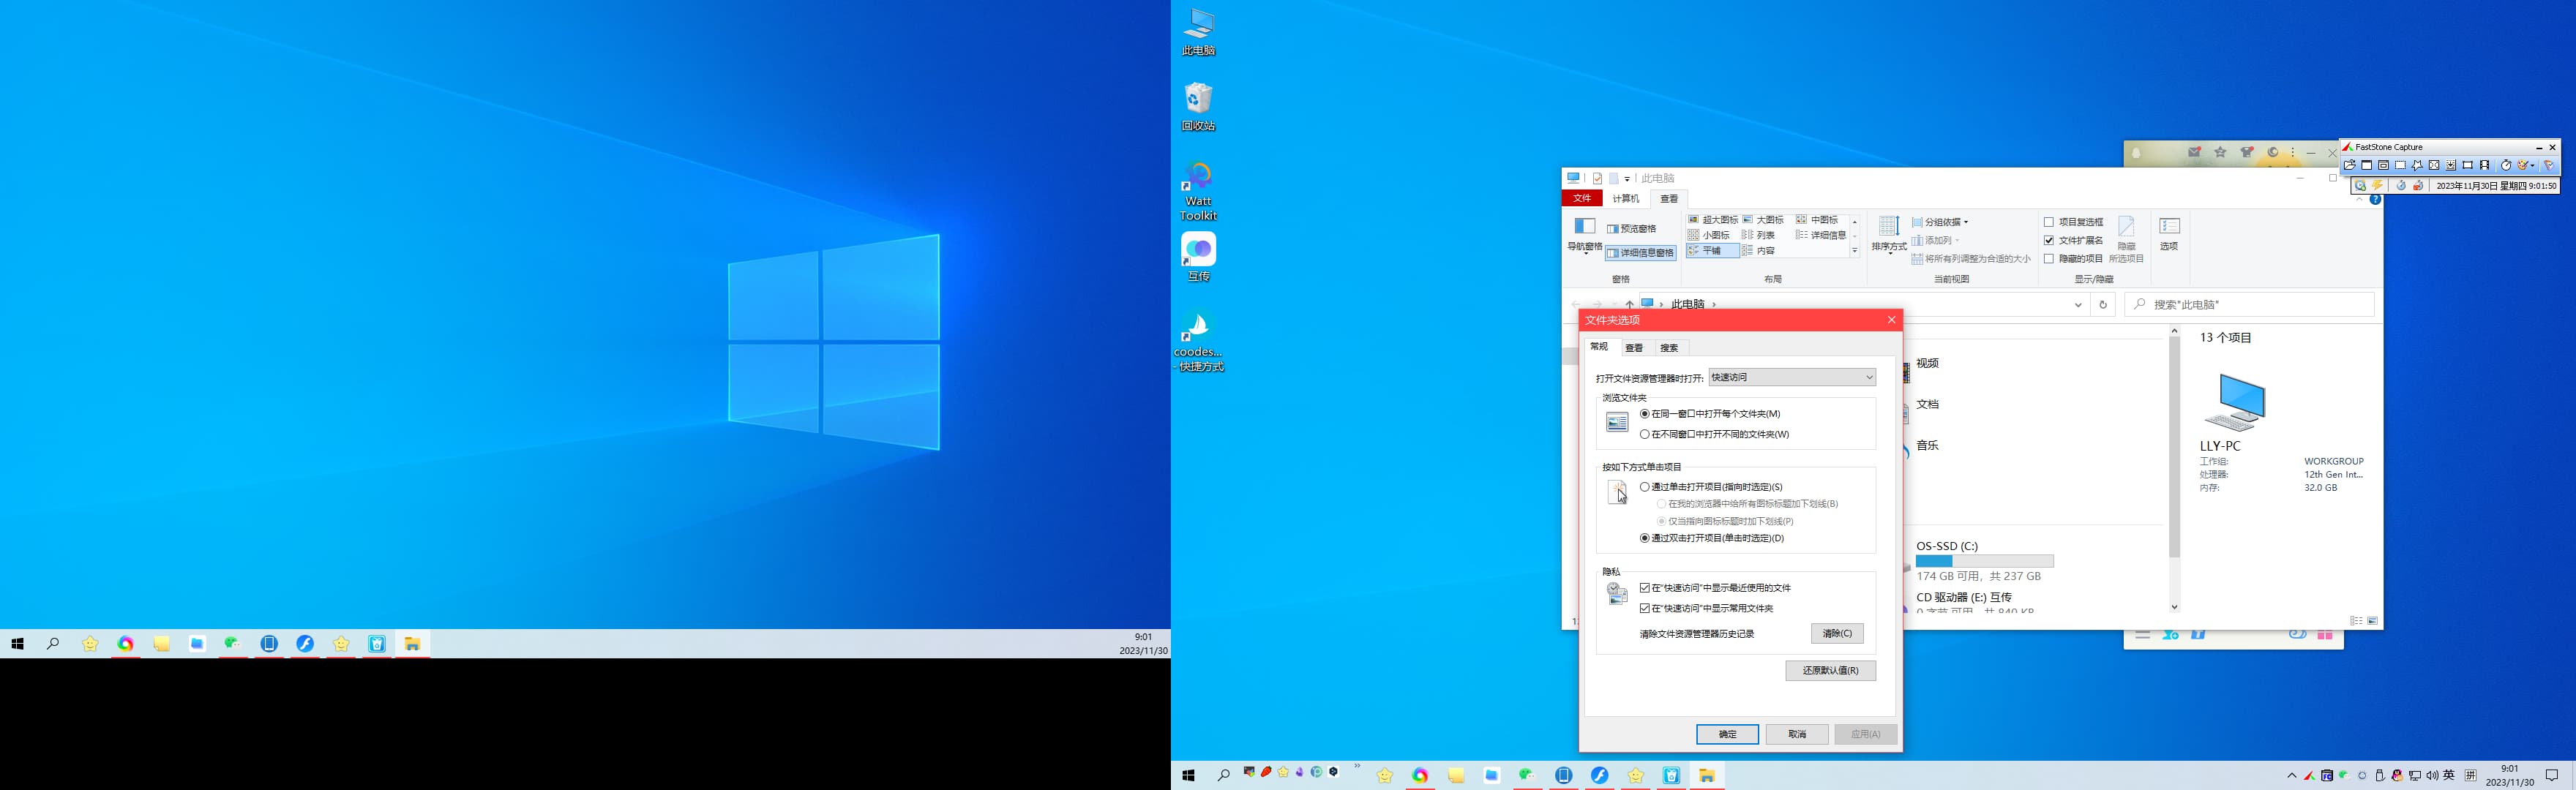 9:01
2023/11/30
此电脑
回收站
Watt
Toolkit
互传
coodes...
- 快捷方式
FastStone Capture
2023年11月30日 星期四 9:01:50
此电脑
文件
计算机
查看
导航窗格
预览窗格
详细信息窗格
窗格
超大图标
大图标
中图标
小图标
列表
详细信息
平铺
内容
布局
排序方式
分组依据
添加列
将所有列调整为合适的大小
当前视图
项目复选框
文件扩展名
隐藏的项目
隐藏
所选项目
显示/隐藏
选项
此电脑
搜索"此电脑"
文件夹选项
常规
查看
搜索
打开文件资源管理器时打开:
快速访问
浏览文件夹
在同一窗口中打开每个文件夹(M)
在不同窗口中打开不同的文件夹(W)
按如下方式单击项目
通过单击打开项目(指向时选定)(S)
在我的浏览器中给所有图标标题加下划线(B)
仅当指向图标标题时加下划线(P)
通过双击打开项目(单击时选定)(D)
隐私
在"快速访问"中显示最近使用的文件
在"快速访问"中显示常用文件夹
清除文件资源管理器历史记录
清除(C)
还原默认值(R)
确定
取消
应用(A)
视频
文档
音乐
OS-SSD (C:)
174 GB 可用，共 237 GB
CD 驱动器 (E:) 互传
0 字节 可用，共 840 KB
13 个项目
LLY-PC
工作组: WORKGROUP
处理器: 12th Gen Int...
内存: 32.0 GB
英
拼
9:01
2023/11/30